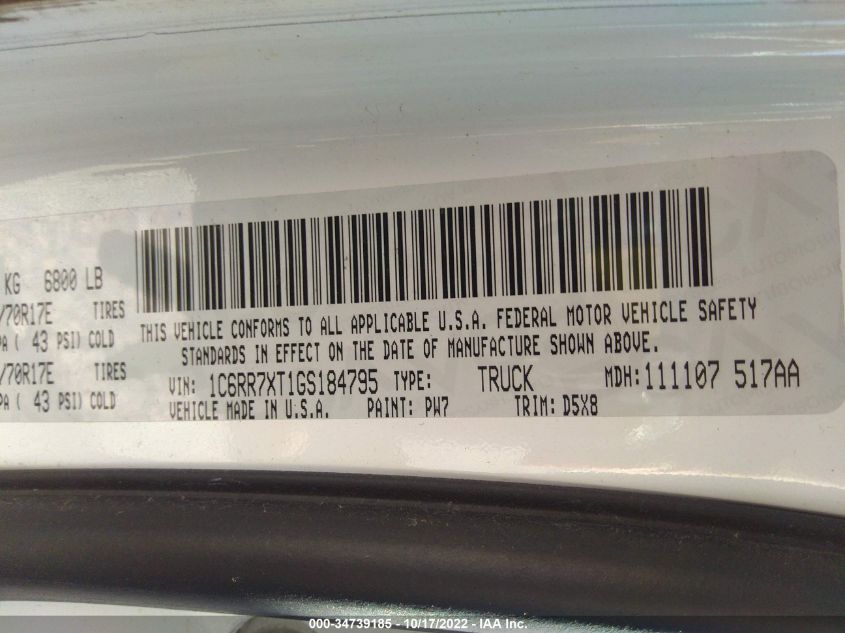 KG 6800 LB
/70R17E TIRES
PA ( 43 PSI) COLD
/70R17E TIRES
PA ( 43 PSI) COLD
THIS VEHICLE CONFORMS TO ALL APPLICABLE U.S.A. FEDERAL MOTOR VEHICLE SAFETY
STANDARDS IN EFFECT ON THE DATE OF MANUFACTURE SHOWN ABOVE.
VIN: 1C6RR7XT1GS184795 TYPE: TRUCK MDH: 111107 517AA
VEHICLE MADE IN U.S.A. PAINT: PW7 TRIM: D5X8
000-34739185 - 10/17/2022 - IAA Inc.